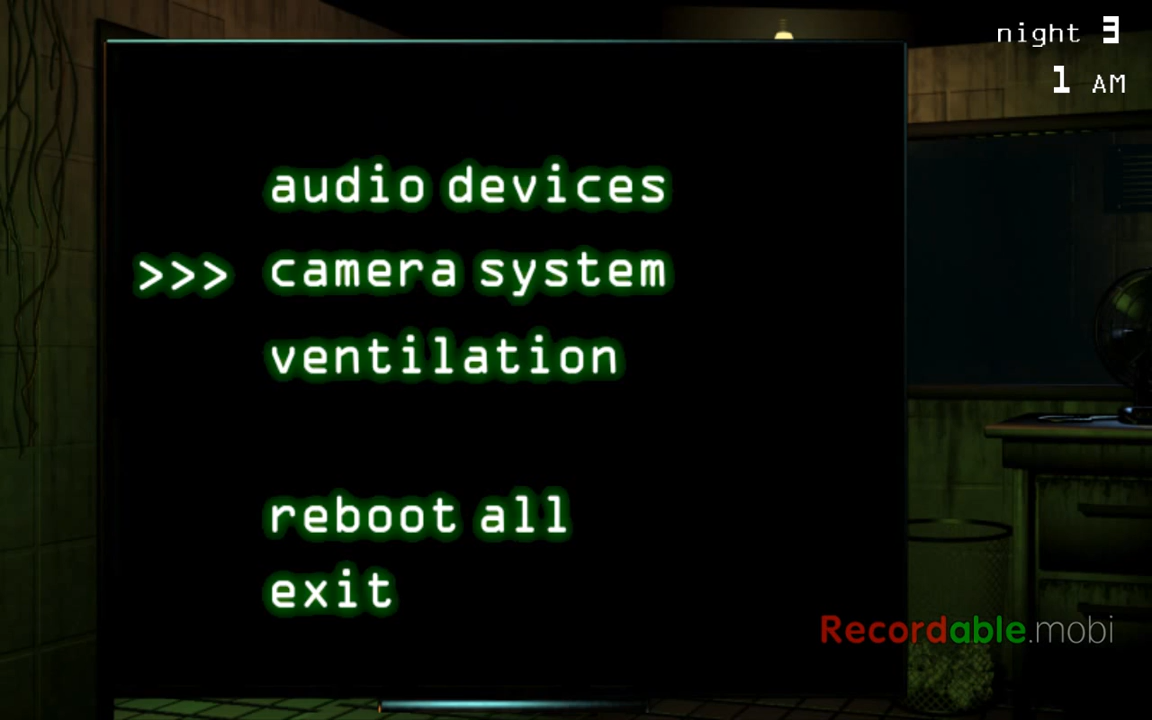 night 3
1 AM
audio devices
>>> camera system
ventilation
reboot all
exit
Recordable.mobi